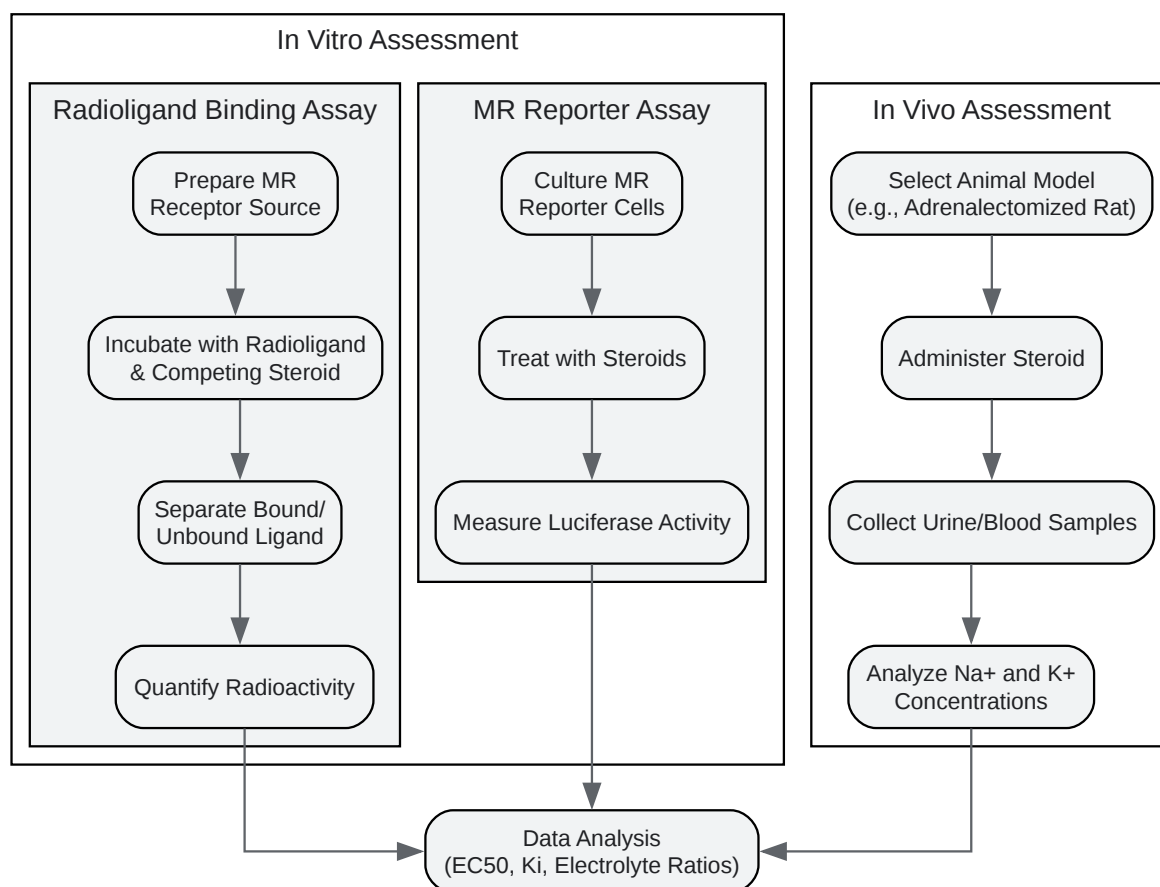 In Vitro Assessment
Radioligand Binding Assay
Prepare MR
Receptor Source
Incubate with Radioligand
& Competing Steroid
Separate Bound/
Unbound Ligand
Quantify Radioactivity
MR Reporter Assay
Culture MR
Reporter Cells
Treat with Steroids
Measure Luciferase Activity
In Vivo Assessment
Select Animal Model
(e.g., Adrenalectomized Rat)
Administer Steroid
Collect Urine/Blood Samples
Analyze Na+ and K+
Concentrations
Data Analysis
(EC50, Ki, Electrolyte Ratios)